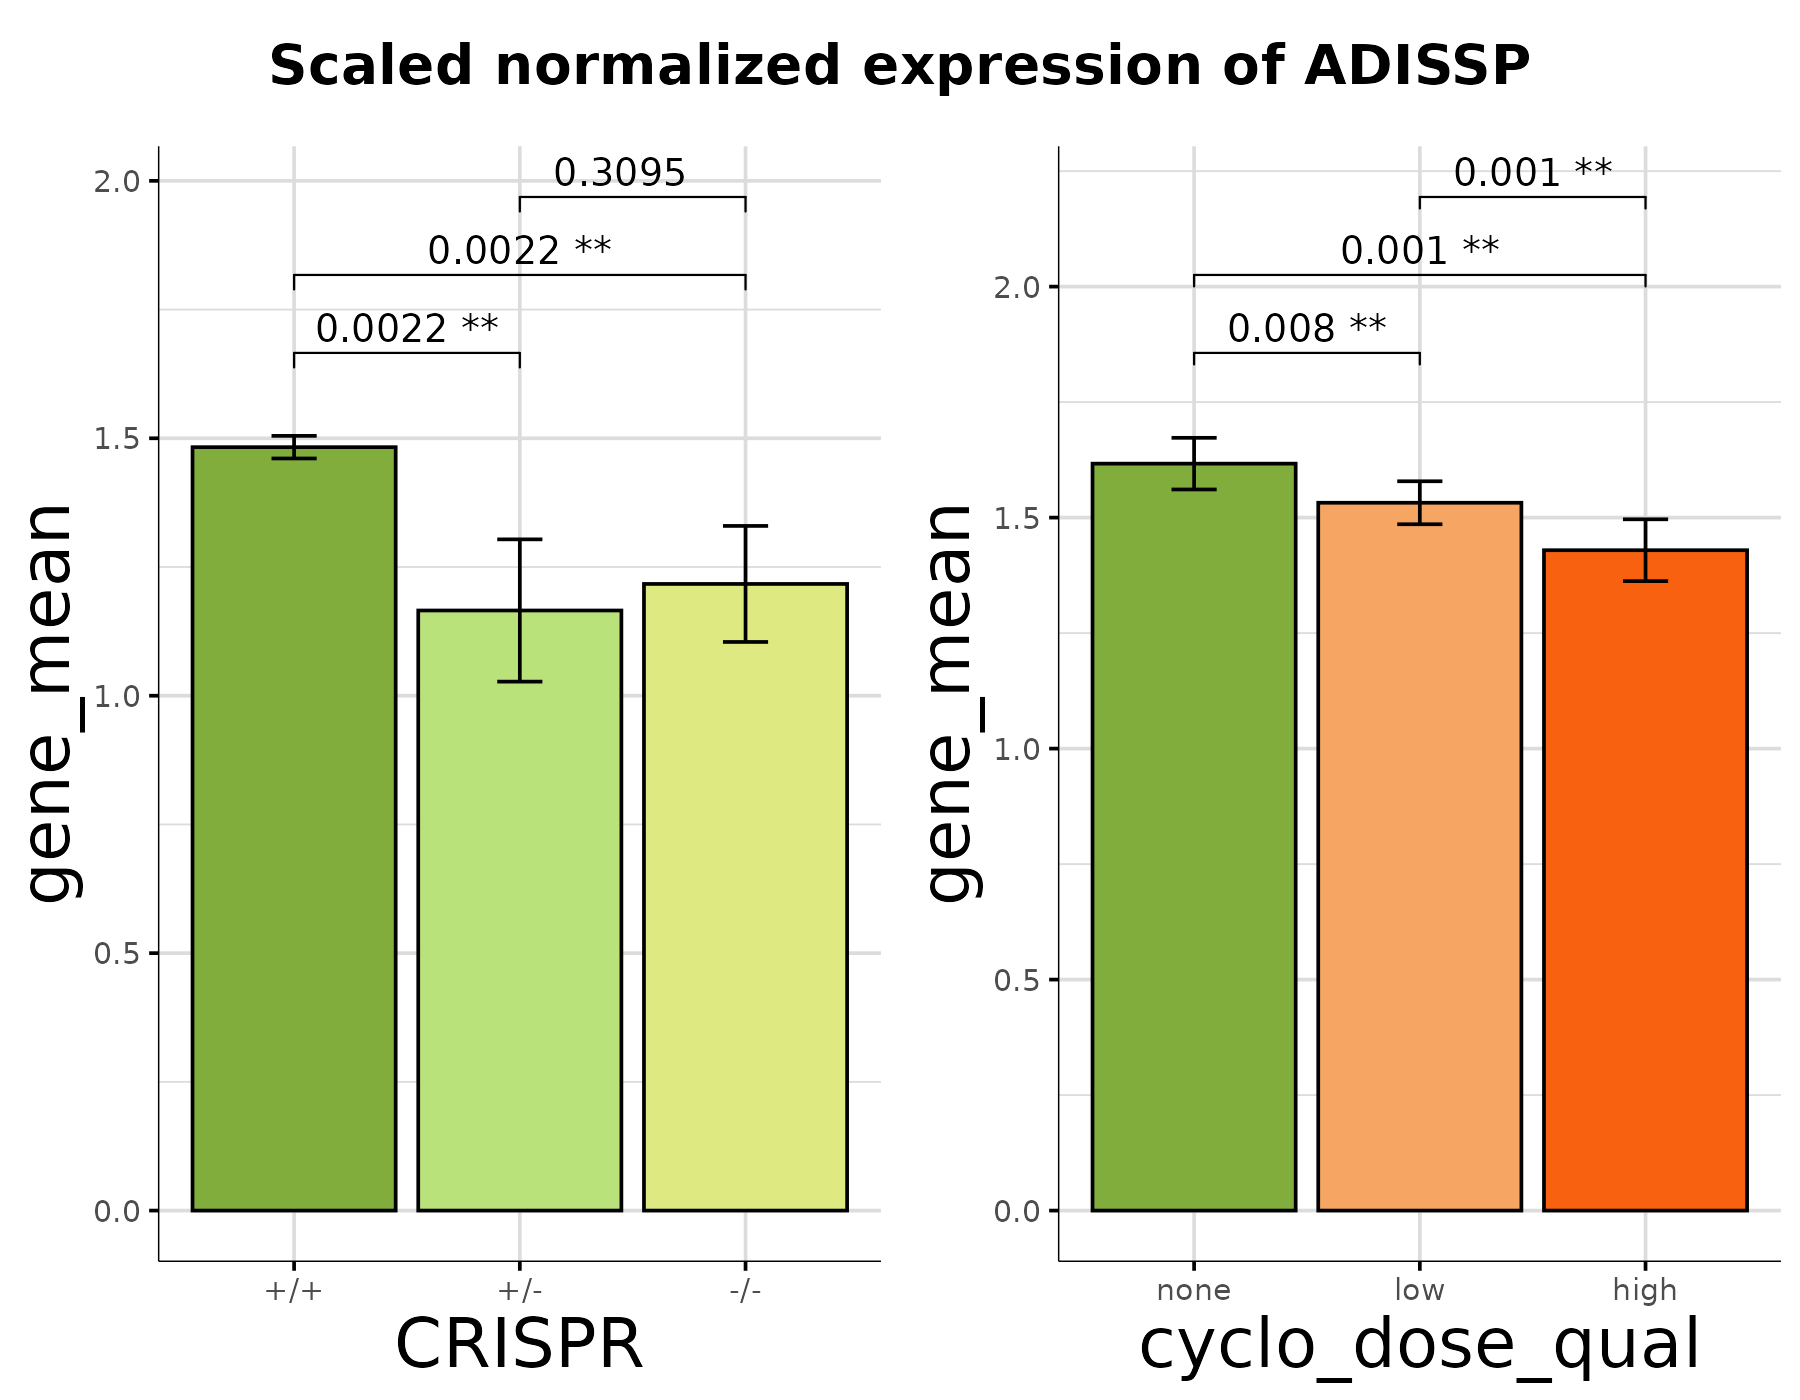 Scaled normalized expression of ADISSP
gene_mean
2.0
1.5
1.0
0.5
0.0
0.3095
0.0022 **
0.0022 **
+/+
+/-
-/-
CRISPR
gene_mean
2.0
1.5
1.0
0.5
0.0
0.001 **
0.001 **
0.008 **
none
low
high
cyclo_dose_qual